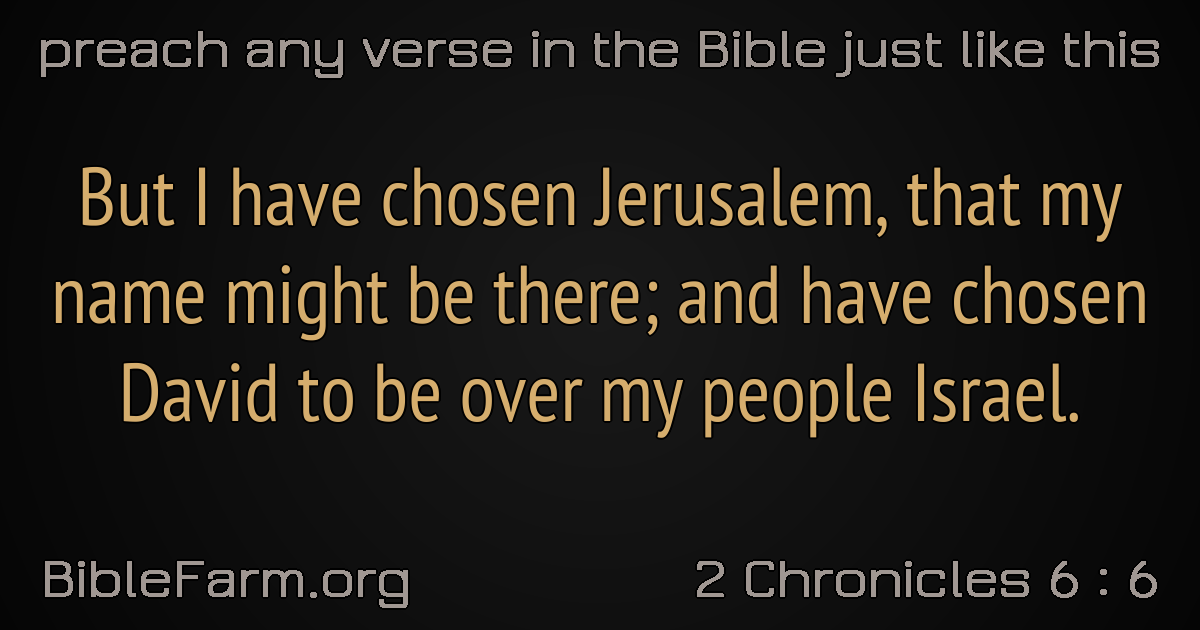 preach any verse in the Bible just like this
But I have chosen Jerusalem, that my
name might be there; and have chosen
David to be over my people Israel.
BibleFarm.org
2 Chronicles 6 : 6